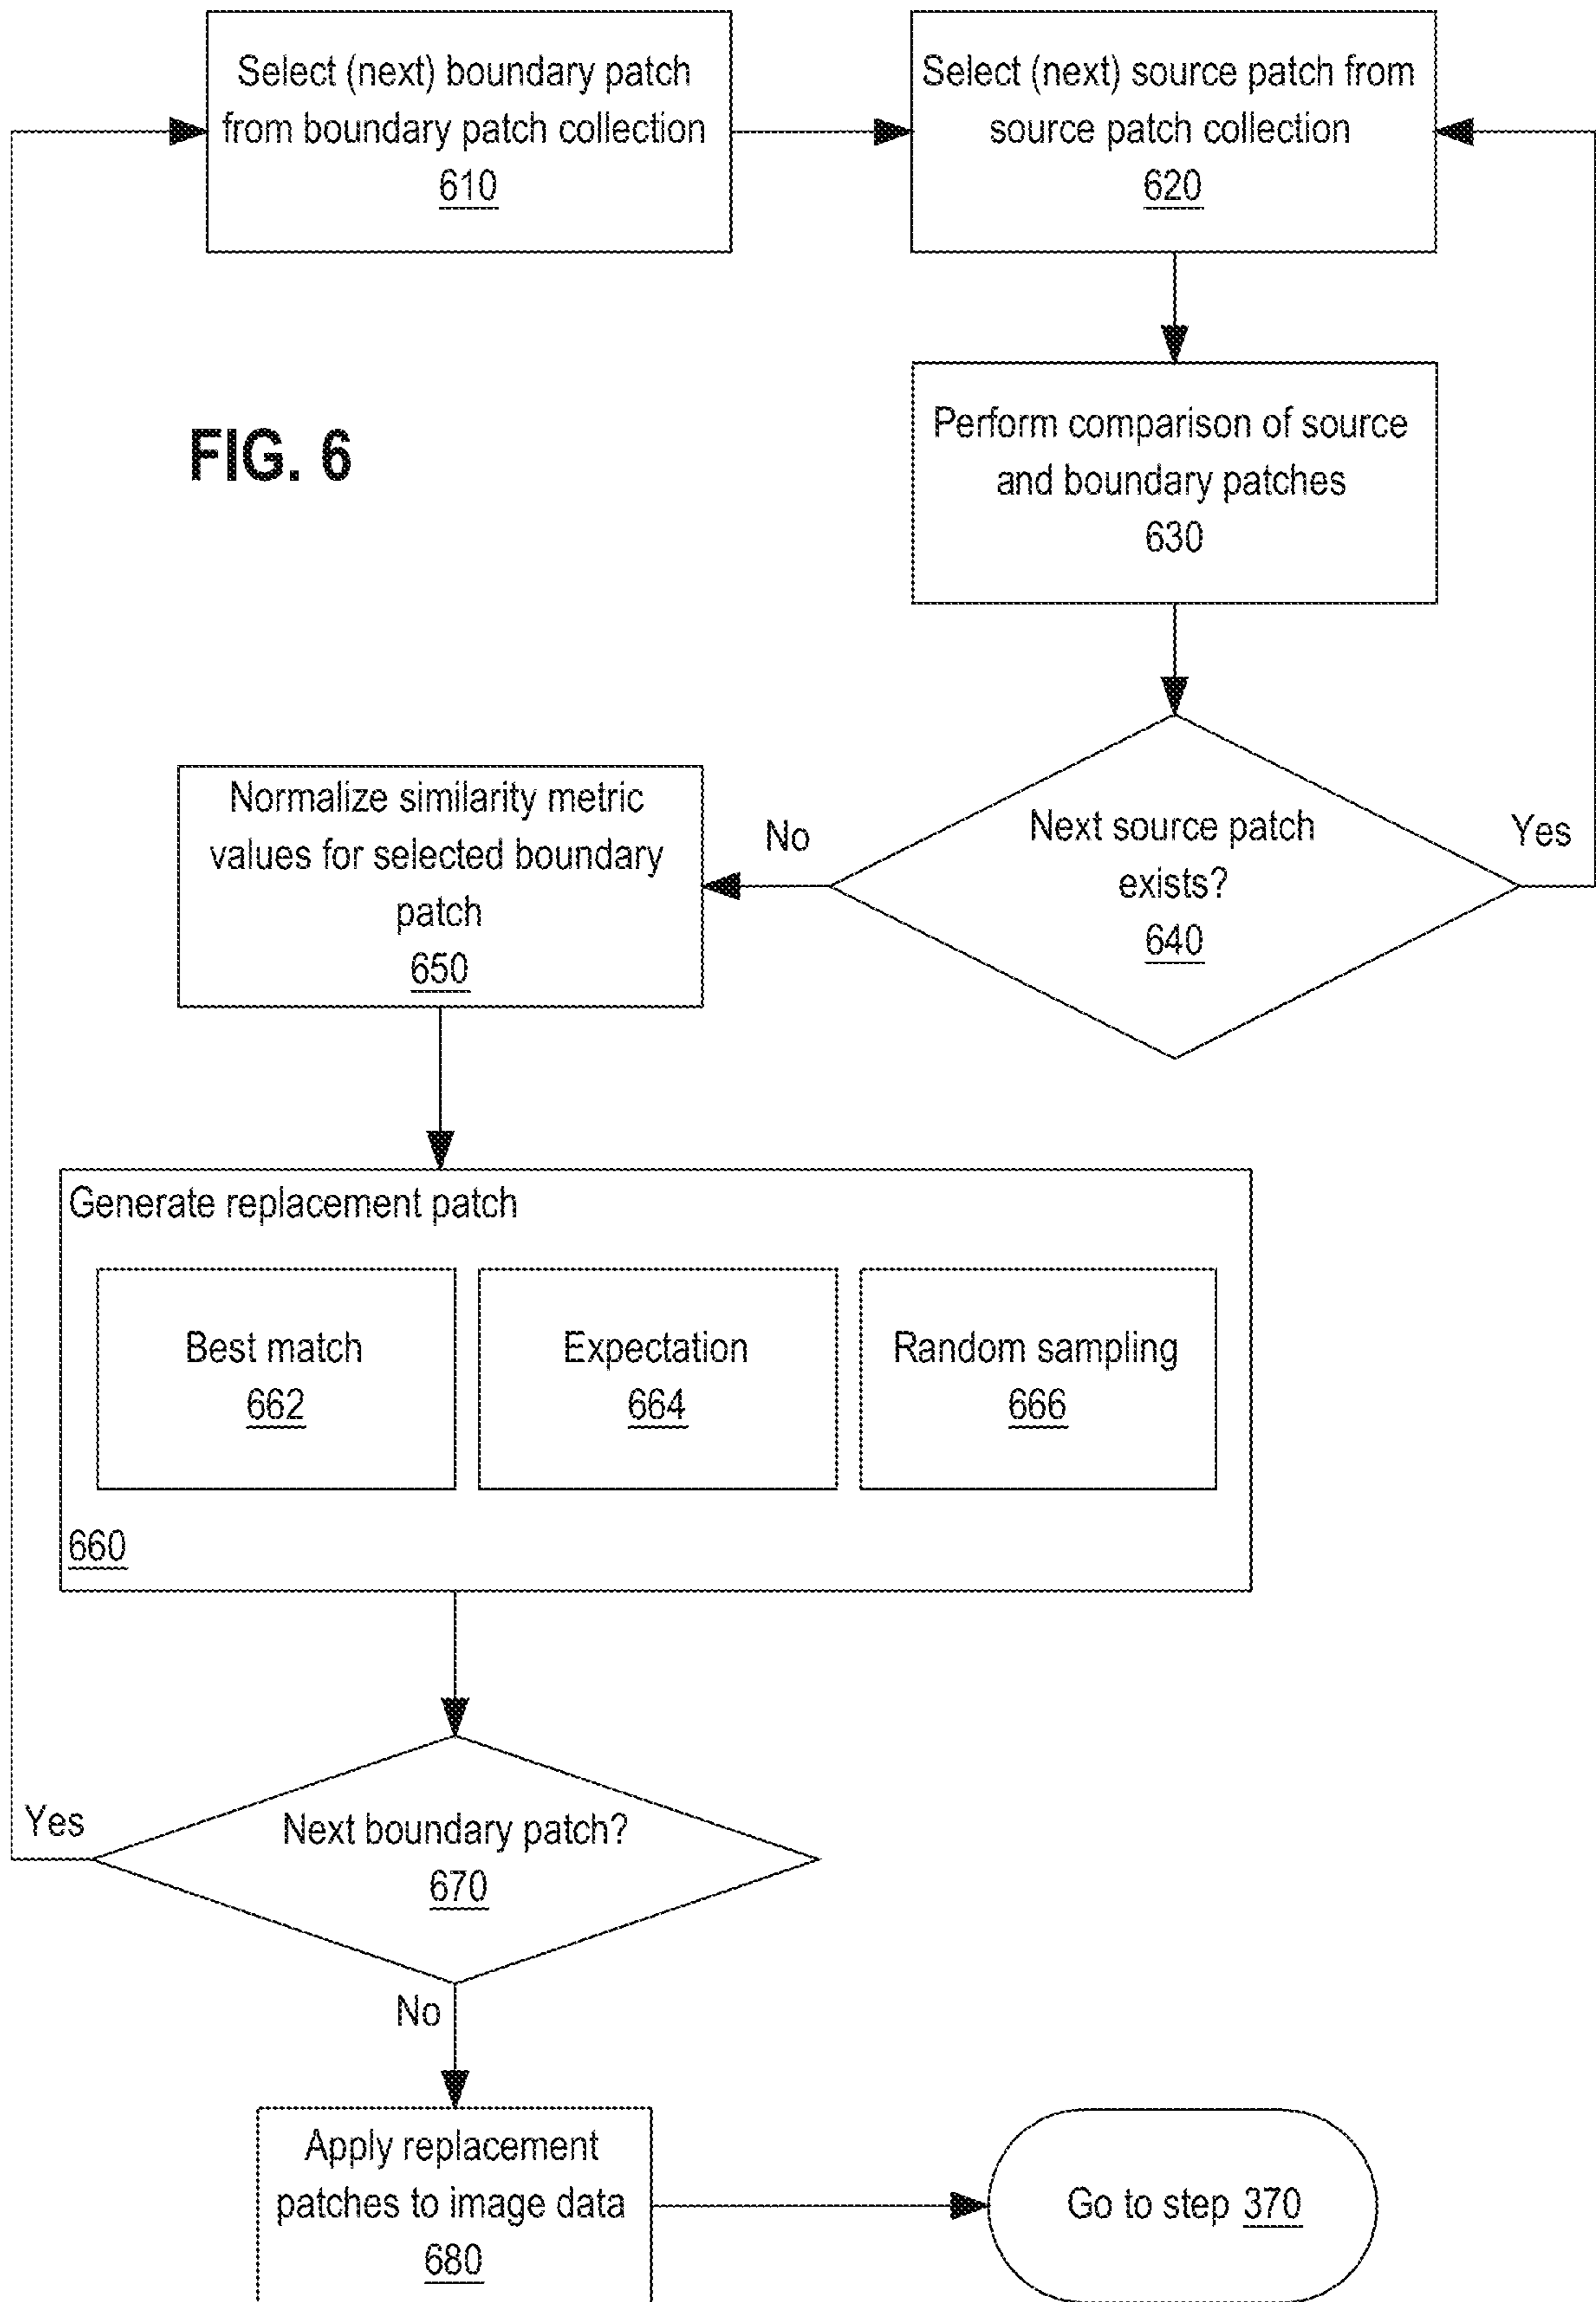 Select (next) boundary patch
from boundary patch collection
610
Select (next) source patch from
source patch collection
620
FIG. 6
Perform comparison of source
and boundary patches
630
Next source patch
exists?
640
Yes
No
Normalize similarity metric
values for selected boundary
patch
650
Generate replacement patch
Best match
662
Expectation
664
Random sampling
666
660
Next boundary patch?
670
Yes
No
Apply replacement
patches to image data
680
Go to step 370